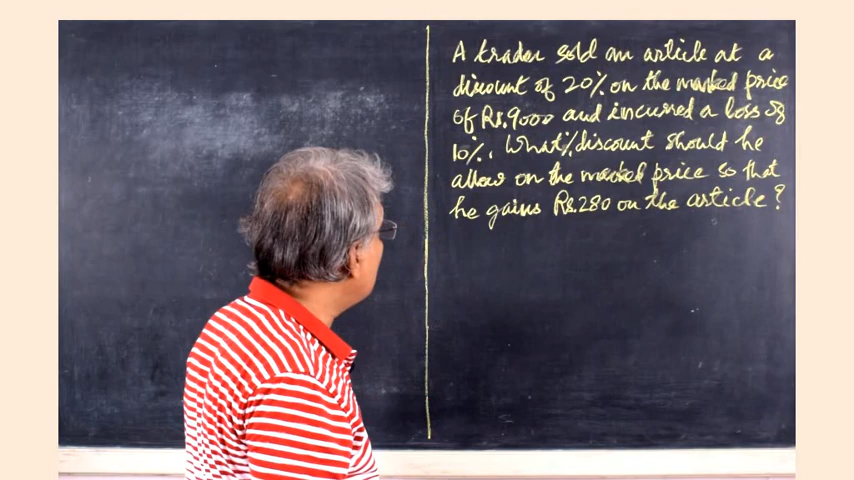 A trader sold an article at a
discount of 20% on the marked price
of Rs.9000 and incurred a loss of
10%. What % discount should he
allow on the marked price so that
he gains Rs.280 on the article?